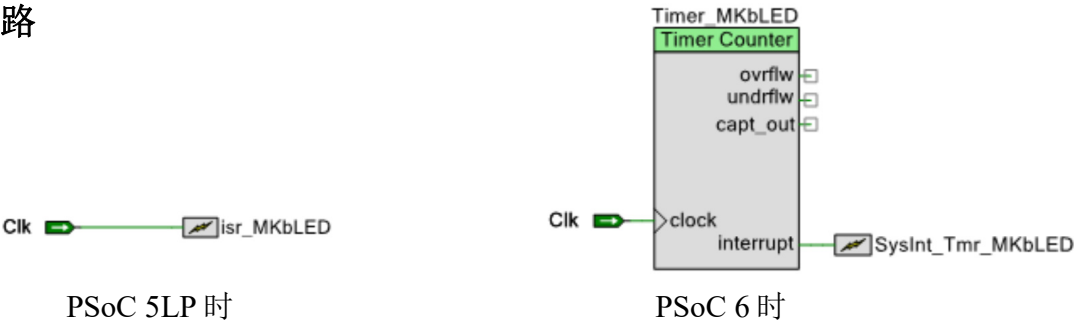 路
Timer_MKbLED
Timer Counter
ovrflw
undrflw
capt_out
Clk
isr_MKbLED
Clk
clock
interrupt
SysInt_Tmr_MKbLED
PSoC 5LP 时
PSoC 6 时